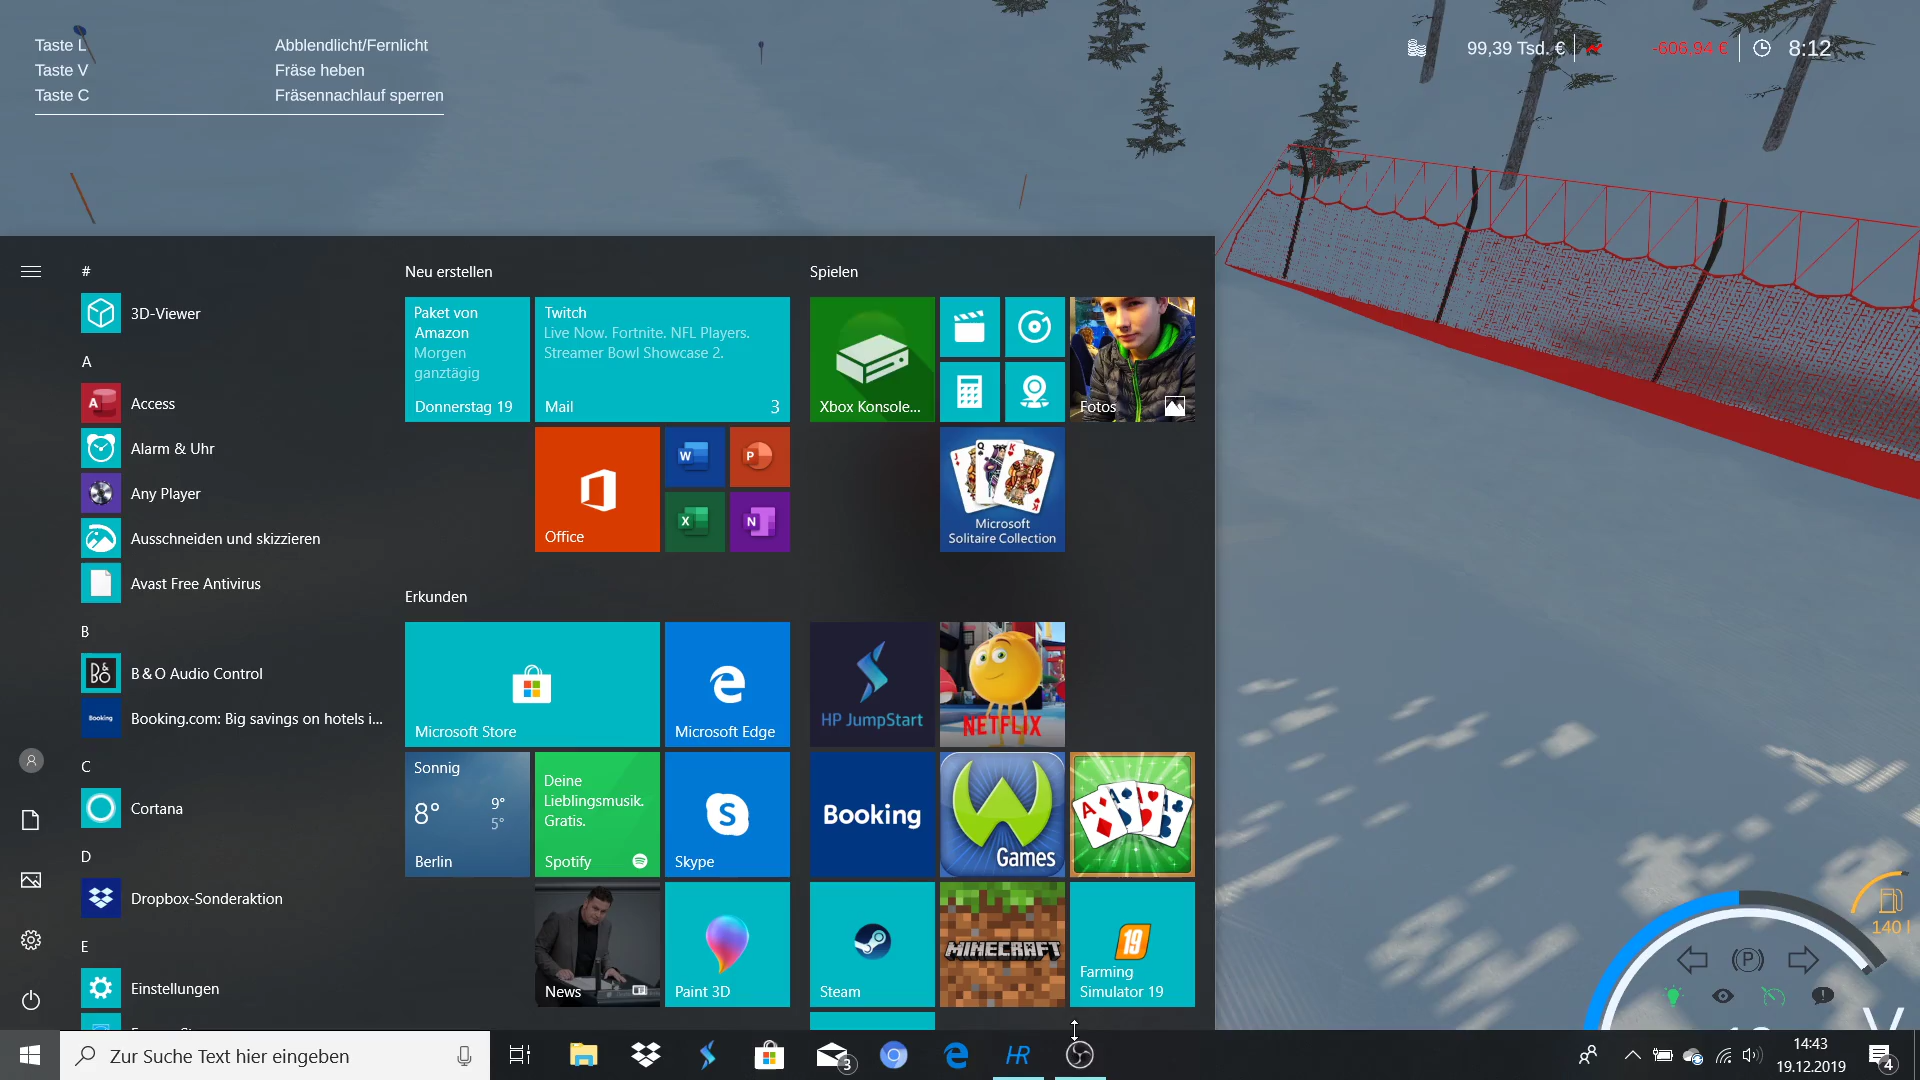 Taste L Abblendlicht/Fernlicht
Taste V Fräse heben
Taste C Fräsennachlauf sperren
99,39 Tsd. € -606,94 € 8:12
#
3D-Viewer
A
Access
Alarm & Uhr
Any Player
Ausschneiden und skizzieren
Avast Free Antivirus
B
B&O Audio Control
Booking.com: Big savings on hotels i...
C
Cortana
D
Dropbox-Sonderaktion
E
Einstellungen
Neu erstellen
Paket von
Amazon
Morgen
ganztägig
Donnerstag 19
Twitch
Live Now. Fortnite. NFL Players.
Streamer Bowl Showcase 2.
Mail 3
Office
Spielen
Xbox Konsole...
Fotos
Microsoft
Solitaire Collection
Erkunden
Microsoft Store
Microsoft Edge
HP JumpStart
NETFLIX
Sonnig
8° 9°
5°
Berlin
Deine
Lieblingsmusik.
Gratis.
Spotify
Skype
Booking
Games
News
Paint 3D
Steam
MINECRAFT
19
Farming
Simulator 19
140 l
Zur Suche Text hier eingeben
3
HR
14:43
19.12.2019
4